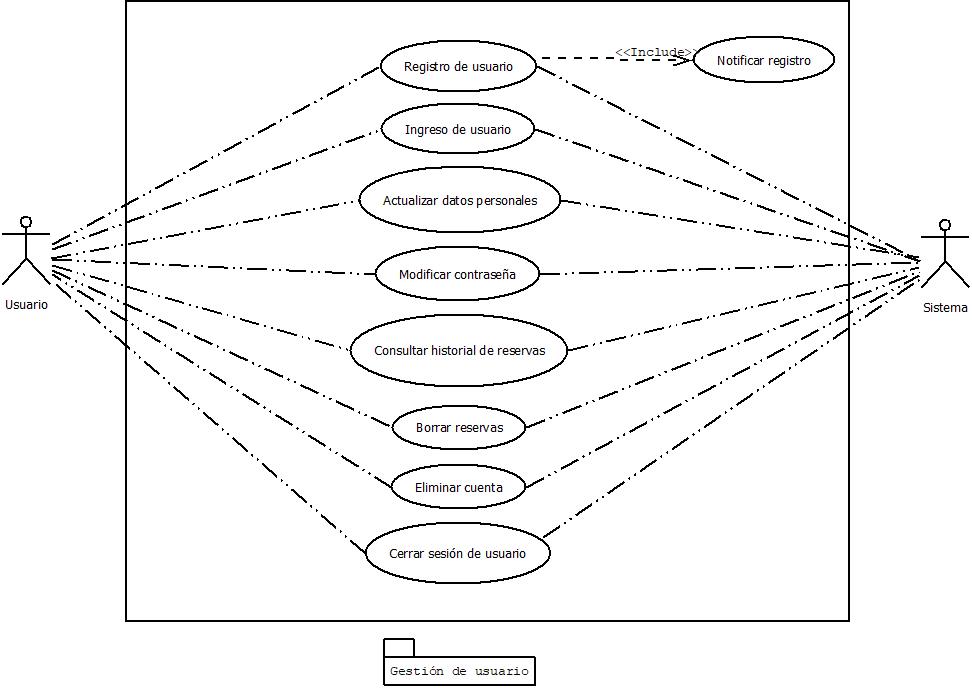 <<Include>>
Registro de usuario
Notificar registro
Ingreso de usuario
Actualizar datos personales
Modificar contraseña
Usuario
Sistema
Consultar historial de reservas
Borrar reservas
Eliminar cuenta
Cerrar sesión de usuario
Gestión de usuario